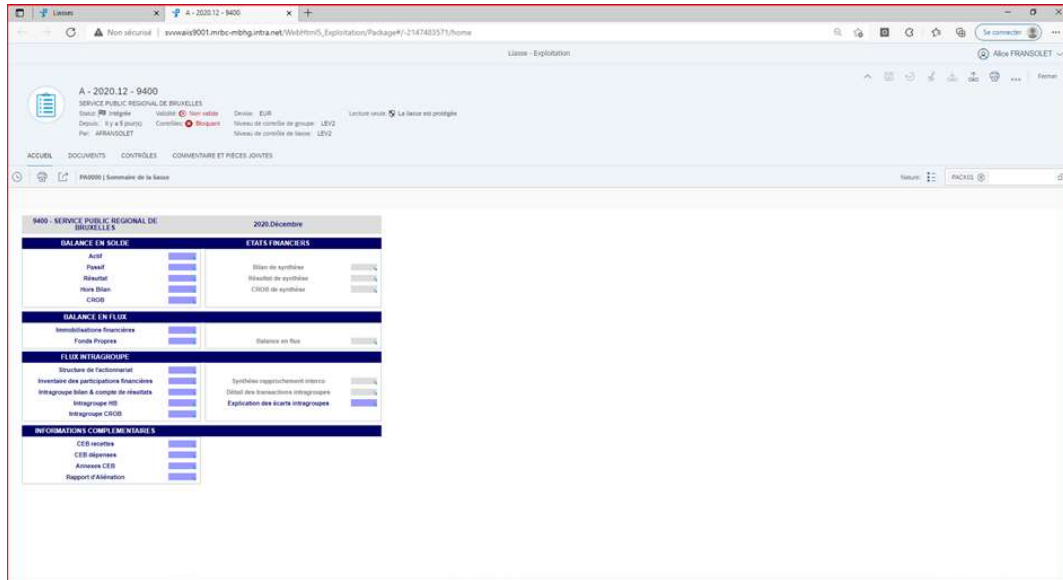 Liasses
A - 2020.12 - 9400
Non sécurisé | svvwaiis9001.mrbc-mbhg.intra.net/WebHtml5_Exploitation/Package#/-2147403571/home
Se connecter
Liasse - Exploitation
Alice FRANSOLET
A - 2020.12 - 9400
SERVICE PUBLIC REGIONAL DE BRUXELLES
Statut: Intégrée Validité: Non valide Devise: EUR Lecture seule: La liasse est protégée
Depuis: il y a 5 jour(s) Contrôles: Bloquant Niveau de contrôle de groupe: LEV2
Par: AFRANSOLET Niveau de contrôle de liasse: LEV2
Fermer
ACCUEIL DOCUMENTS CONTRÔLES COMMENTAIRE ET PIÈCES JOINTES
PA0000 | Sommaire de la liasse
Nature: PACK01
9400 - SERVICE PUBLIC REGIONAL DE BRUXELLES 2020.Décembre
BALANCE EN SOLDE ETATS FINANCIERS
Actif
Passif Bilan de synthèse
Résultat Résultat de synthèse
Hors Bilan CROB de synthèse
CROB
BALANCE EN FLUX
Immobilisations financières
Fonds Propres Balance en flux
FLUX INTRAGROUPE
Structure de l'actionnariat
Inventaire des participations financières Synthèse rapprochement interco
Intragroupe bilan & compte de résultats Détail des transactions intragroupes
Intragroupe HB Explication des écarts intragroupes
Intragroupe CROB
INFORMATIONS COMPLEMENTAIRES
CEB recettes
CEB dépenses
Annexes CEB
Rapport d'Aliénation